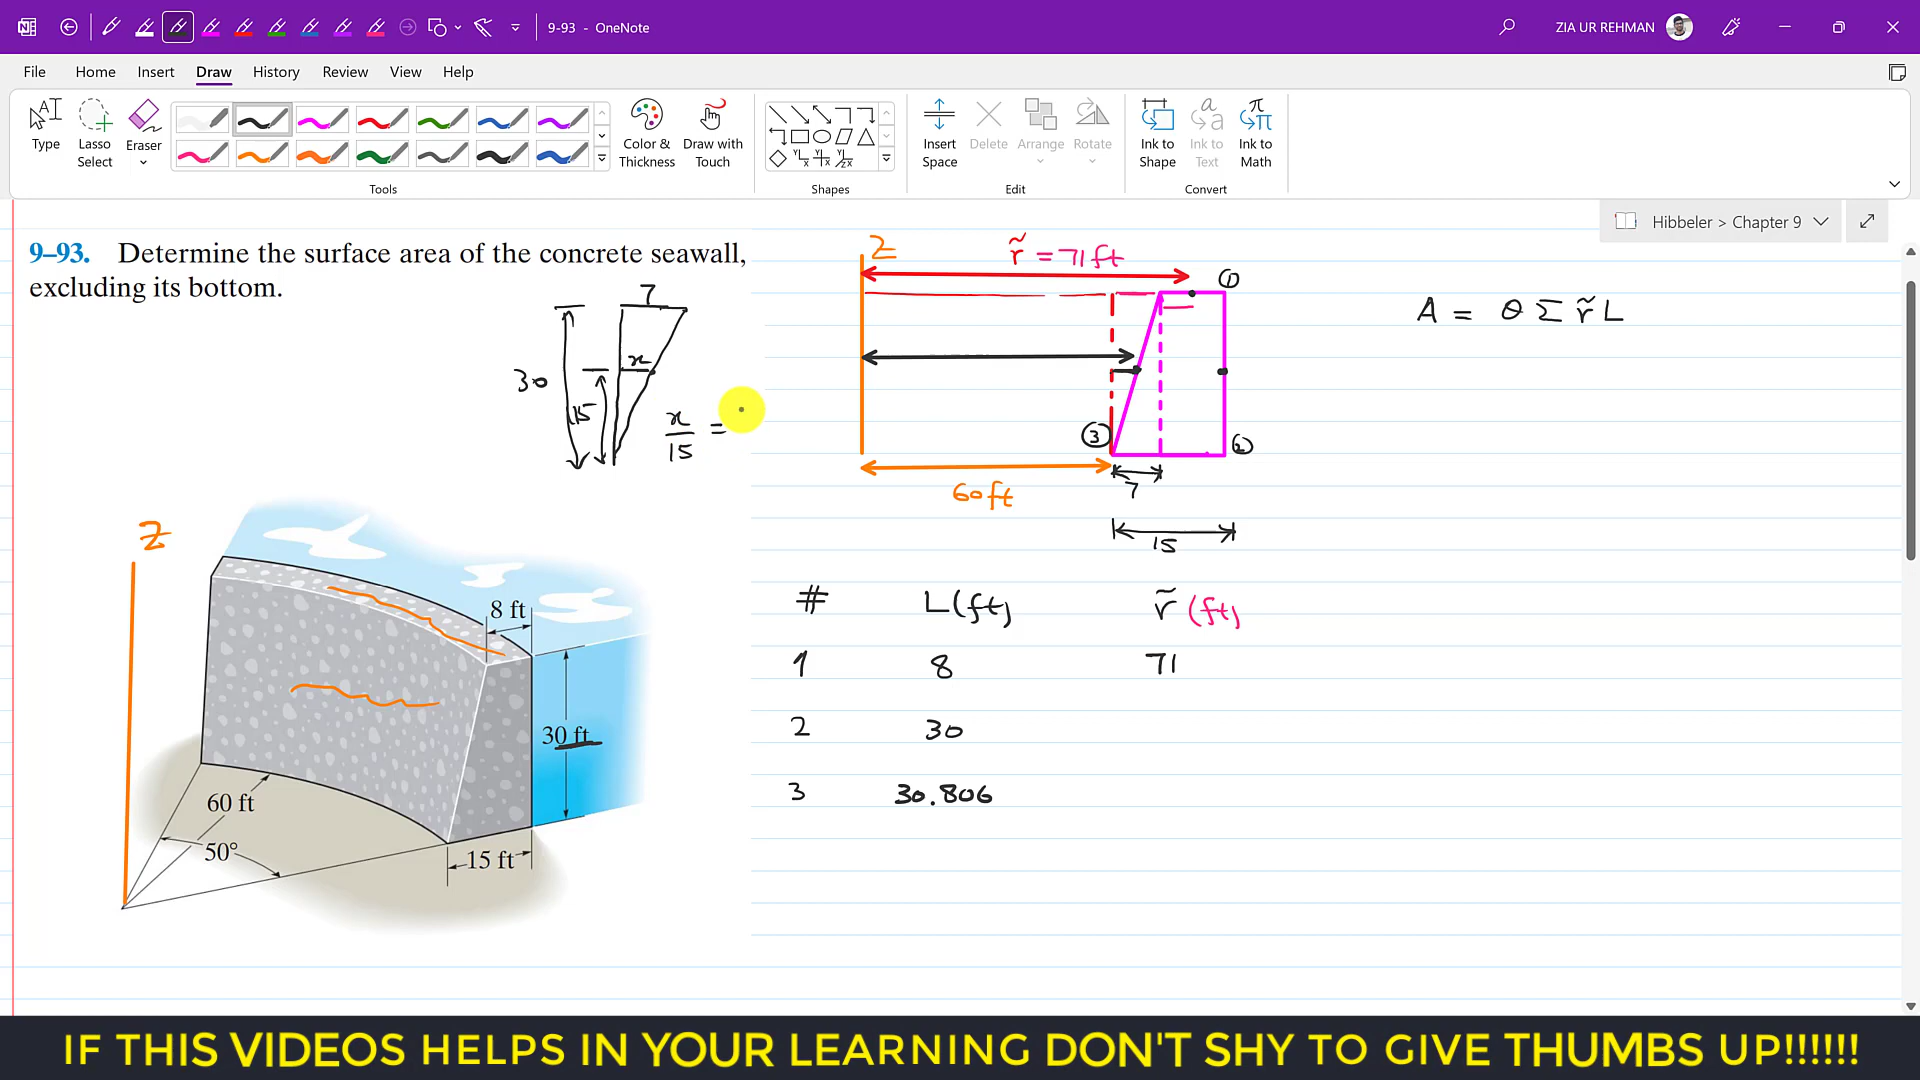 9-93 - OneNote
ZIA UR REHMAN
File Home Insert Draw History Review View Help
Type
Lasso Select
Eraser
Tools
Color & Thickness
Draw with Touch
Shapes
Insert Space
Delete
Arrange
Rotate
Edit
Ink to Shape
Ink to Text
Ink to Math
Convert
Hibbeler > Chapter 9
9–93. Determine the surface area of the concrete seawall,
excluding its bottom.
7
30
x
15
x/15 =
Z
r̃ = 71 ft
①
②
③
60 ft
7
15
A = θ Σ r̃ L
Z
8 ft
30 ft
60 ft
50°
15 ft
# L(ft) r̃ (ft)
1 8 71
2 30
3 30.806
IF THIS VIDEOS HELPS IN YOUR LEARNING DON'T SHY TO GIVE THUMBS UP!!!!!!